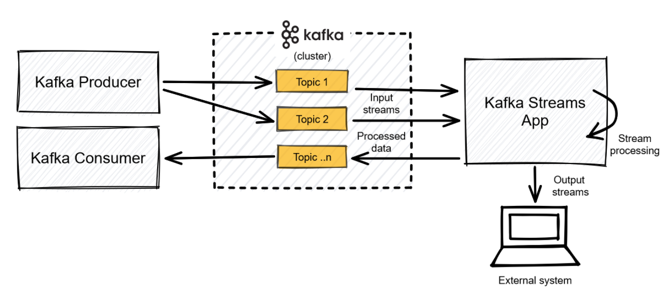 kafka
(cluster)
Kafka Producer
Topic 1
Input
streams
Kafka Streams
App
Topic 2
Processed
data
Stream
processing
Kafka Consumer
Topic ..n
Output
streams
External system